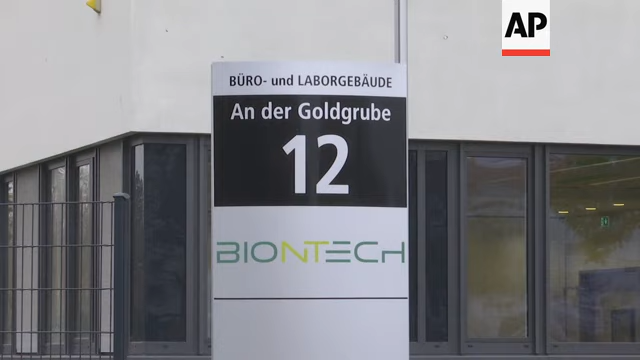 AP
BÜRO- und LABORGEBÄUDE
An der Goldgrube
12
BIONTECH